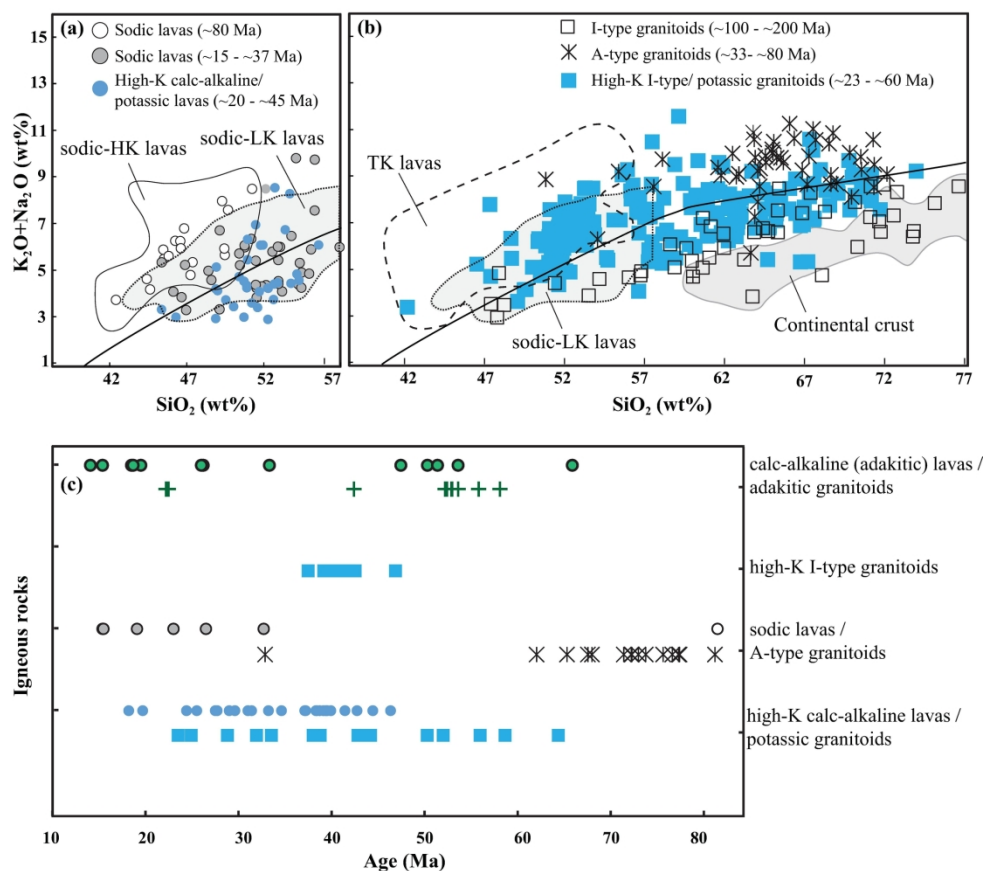 (a)
Sodic lavas (~80 Ma)
Sodic lavas (~15 - ~37 Ma)
High-K calc-alkaline/
potassic lavas (~20 - ~45 Ma)
sodic-HK lavas
sodic-LK lavas
K2O+Na2O (wt%)
15
13
11
9
7
5
3
1
42
47
52
57
SiO2 (wt%)
(b)
I-type granitoids (~100 - ~200 Ma)
A-type granitoids (~33- ~80 Ma)
High-K I-type/ potassic granitoids (~23 - ~60 Ma)
TK lavas
sodic-LK lavas
Continental crust
42
47
52
57
62
67
72
77
SiO2 (wt%)
(c)
calc-alkaline (adakitic) lavas /
adakitic granitoids
high-K I-type granitoids
sodic lavas /
A-type granitoids
high-K calc-alkaline lavas /
potassic granitoids
Igneous rocks
10
20
30
40
50
60
70
80
Age (Ma)